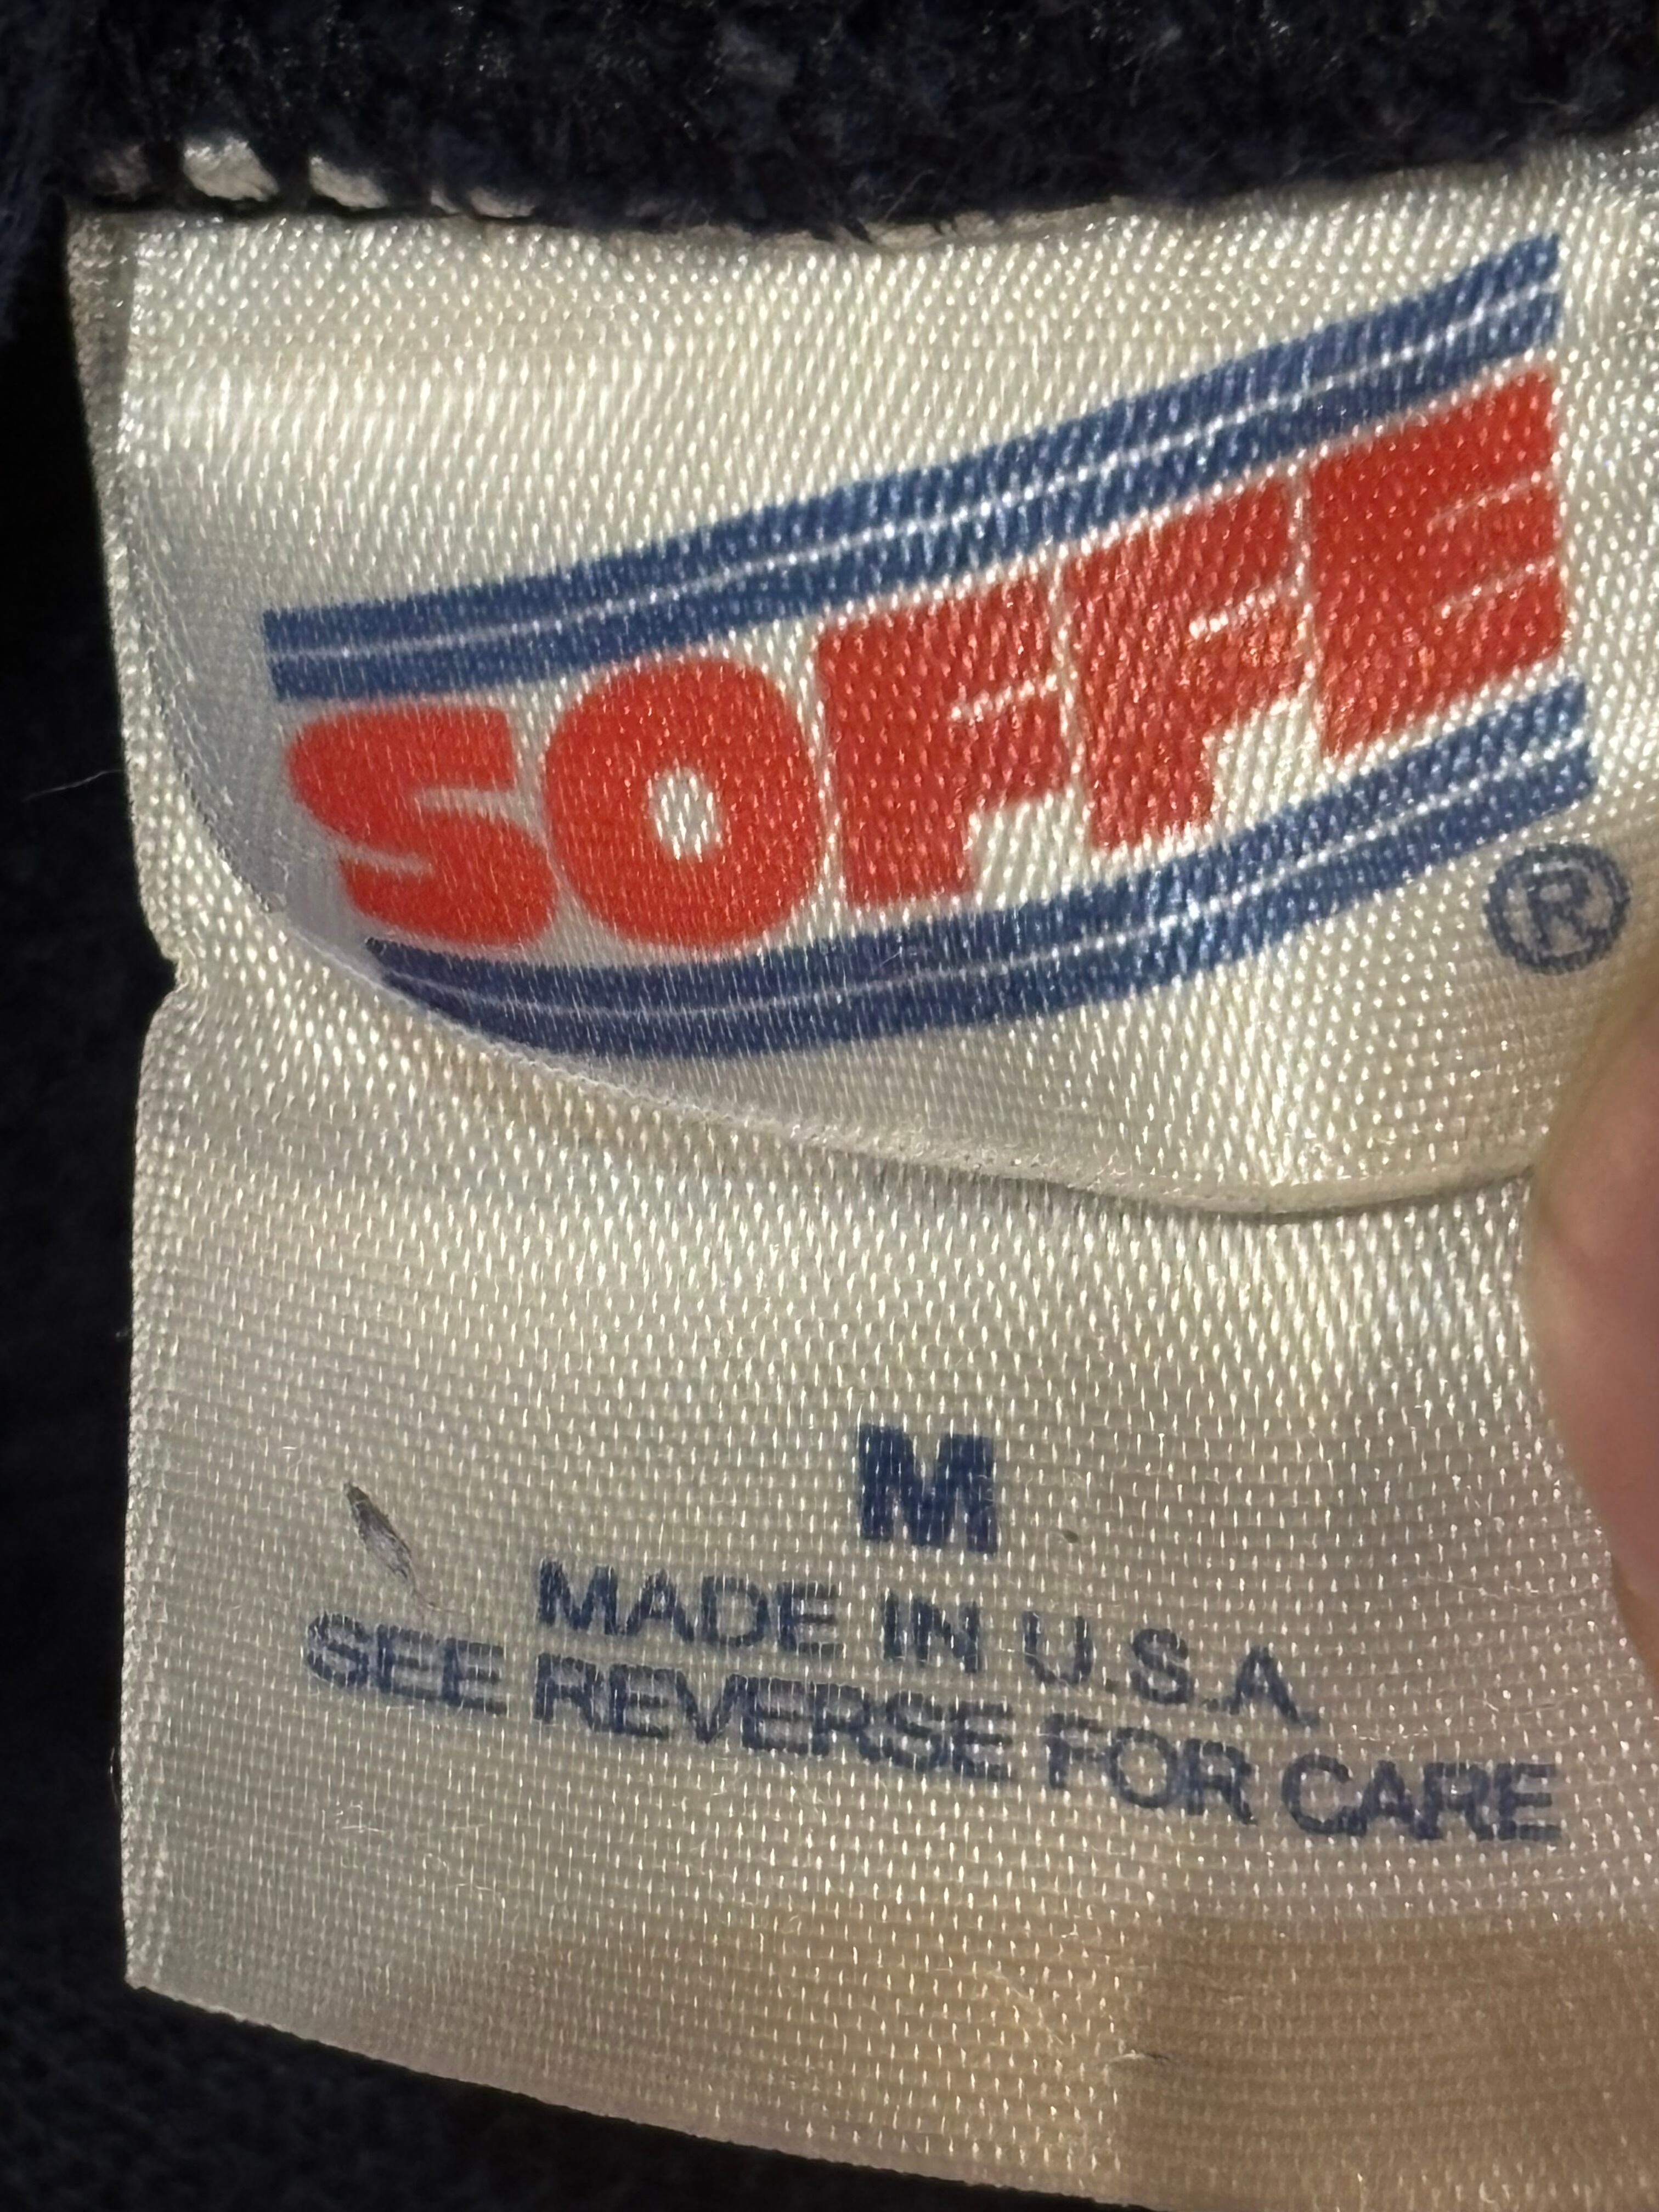 SOFFE
®
M
MADE IN U.S.A.
SEE REVERSE FOR CARE